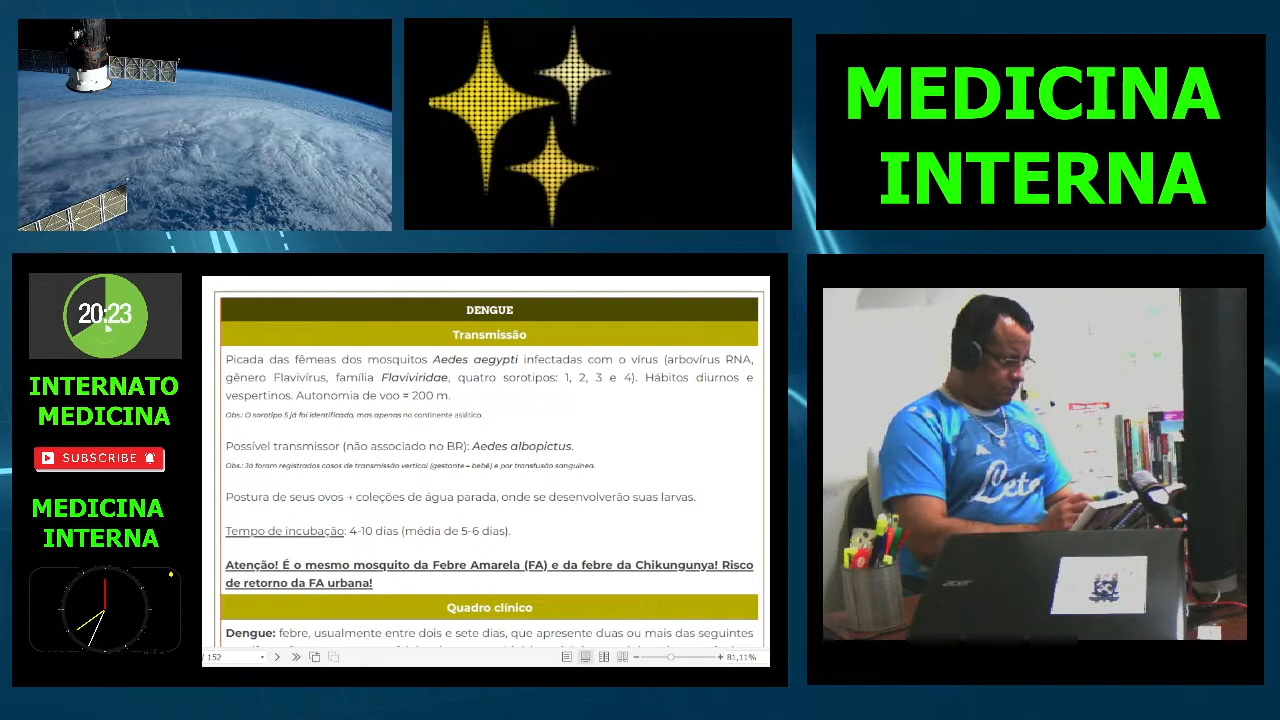 MEDICINA
INTERNA
20:23
INTERNATO
MEDICINA
SUBSCRIBE
MEDICINA
INTERNA
DENGUE
Transmissão
Picada das fêmeas dos mosquitos Aedes aegypti infectadas com o vírus (arbovírus RNA,
gênero Flavivírus, família Flaviviridae, quatro sorotipos: 1, 2, 3 e 4). Hábitos diurnos e
vespertinos. Autonomia de voo = 200 m.
Obs.: O sorotipo 5 já foi identificado, mas apenas no continente asiático.
Possível transmissor (não associado no BR): Aedes albopictus.
Obs.: Já foram registrados casos de transmissão vertical (gestante – bebê) e por transfusão sanguínea.
Postura de seus ovos → coleções de água parada, onde se desenvolverão suas larvas.
Tempo de incubação: 4-10 dias (média de 5-6 dias).
Atenção! É o mesmo mosquito da Febre Amarela (FA) e da febre da Chikungunya! Risco
de retorno da FA urbana!
Quadro clínico
Dengue: febre, usualmente entre dois e sete dias, que apresente duas ou mais das seguintes
/ 152
81,11%
Leto
acer